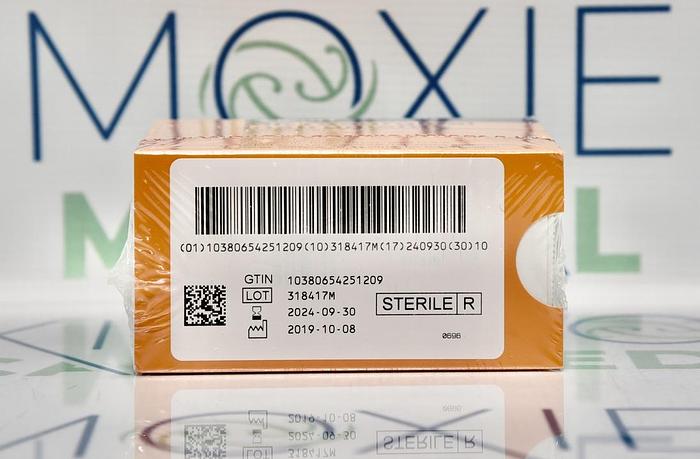 MOXIE
(01)10380654251209(10)318417M(17)240930(30)10
GTIN 10380654251209
LOT 318417M
2024-09-30
2019-10-08
STERILE R
0696